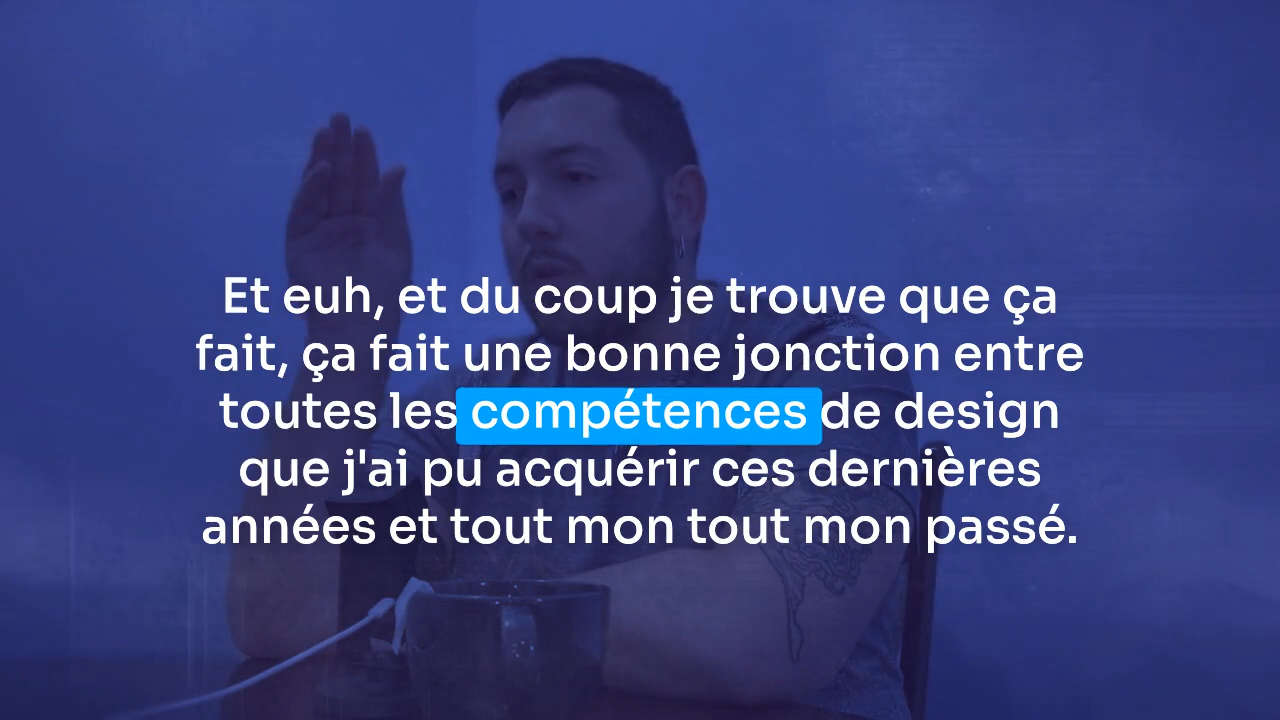 Et euh, et du coup je trouve que ça
fait, ça fait une bonne jonction entre
toutes les compétences de design
que j'ai pu acquérir ces dernières
années et tout mon tout mon passé.